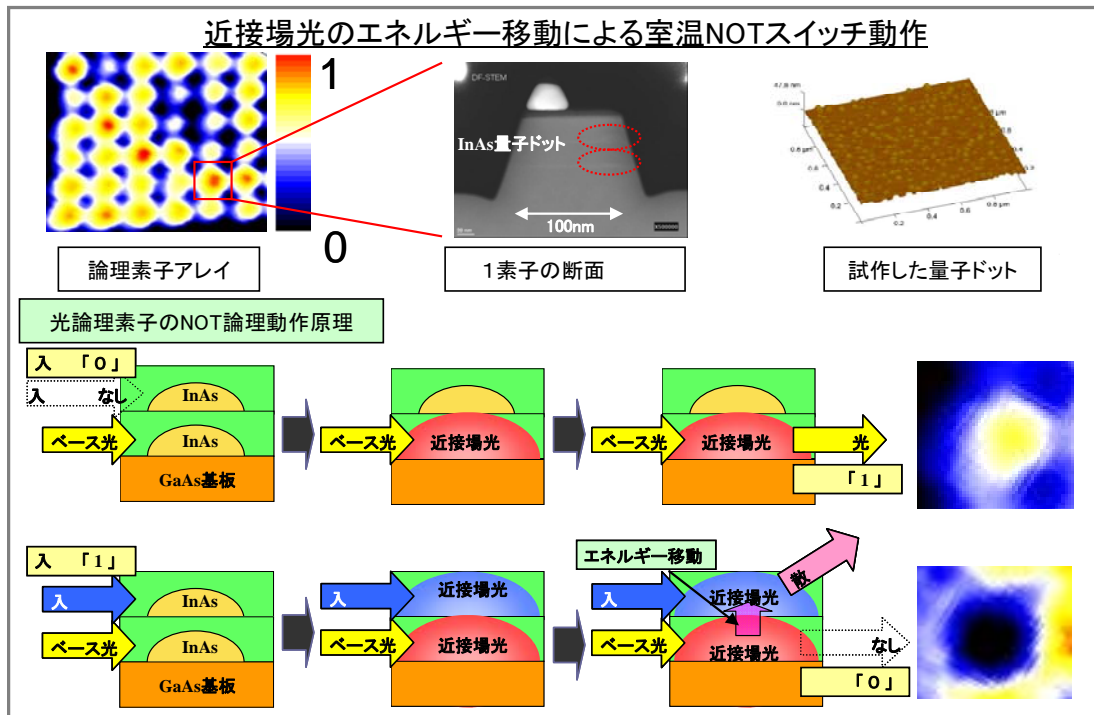 近接場光のエネルギー移動による室温NOTスイッチ動作
1
0
DF-STEM
InAs量子ドット
100nm
論理素子アレイ
1素子の断面
試作した量子ドット
光論理素子のNOT論理動作原理
入 「0」
入 なし
InAs
ベース光
InAs
GaAs基板
ベース光
近接場光
ベース光
近接場光
光
「1」
入 「1」
入
InAs
ベース光
InAs
GaAs基板
入
近接場光
ベース光
近接場光
エネルギー移動
散
入
近接場光
ベース光
近接場光
なし
「0」